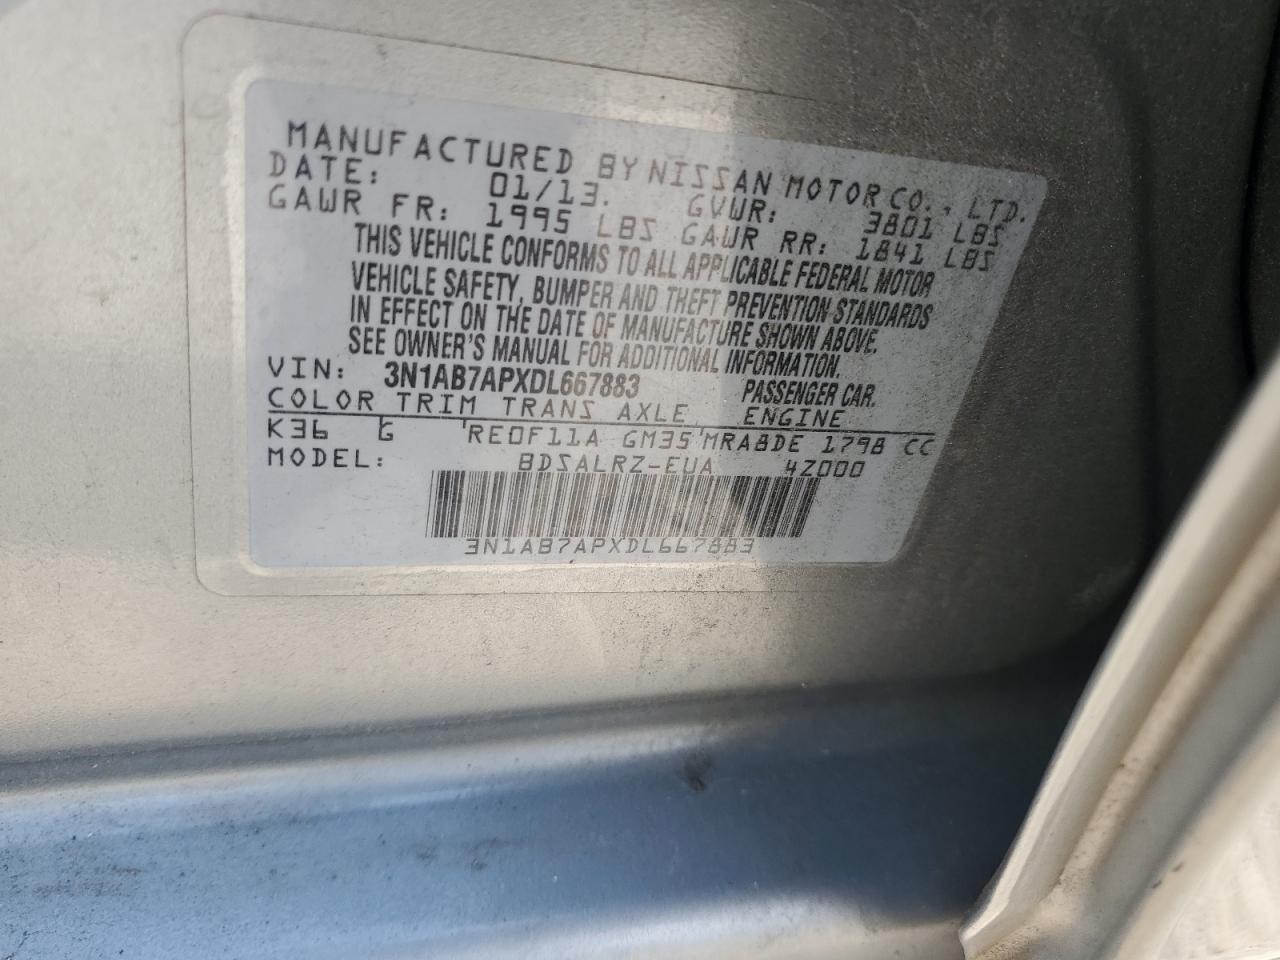 MANUFACTURED BY NISSAN MOTOR CO., LTD.
DATE: 01/13. GVWR: 3801 LBS
GAWR FR: 1995 LBS GAWR RR: 1841 LBS
THIS VEHICLE CONFORMS TO ALL APPLICABLE FEDERAL MOTOR
VEHICLE SAFETY, BUMPER AND THEFT PREVENTION STANDARDS
IN EFFECT ON THE DATE OF MANUFACTURE SHOWN ABOVE.
SEE OWNER'S MANUAL FOR ADDITIONAL INFORMATION.
VIN: 3N1AB7APXDL667883 PASSENGER CAR.
COLOR TRIM TRANS AXLE ENGINE
K36 G RE0F11A GM35 MRA8DE 1798 CC
MODEL: BDSALRZ-EUA 4Z000
3N1AB7APXDL667883